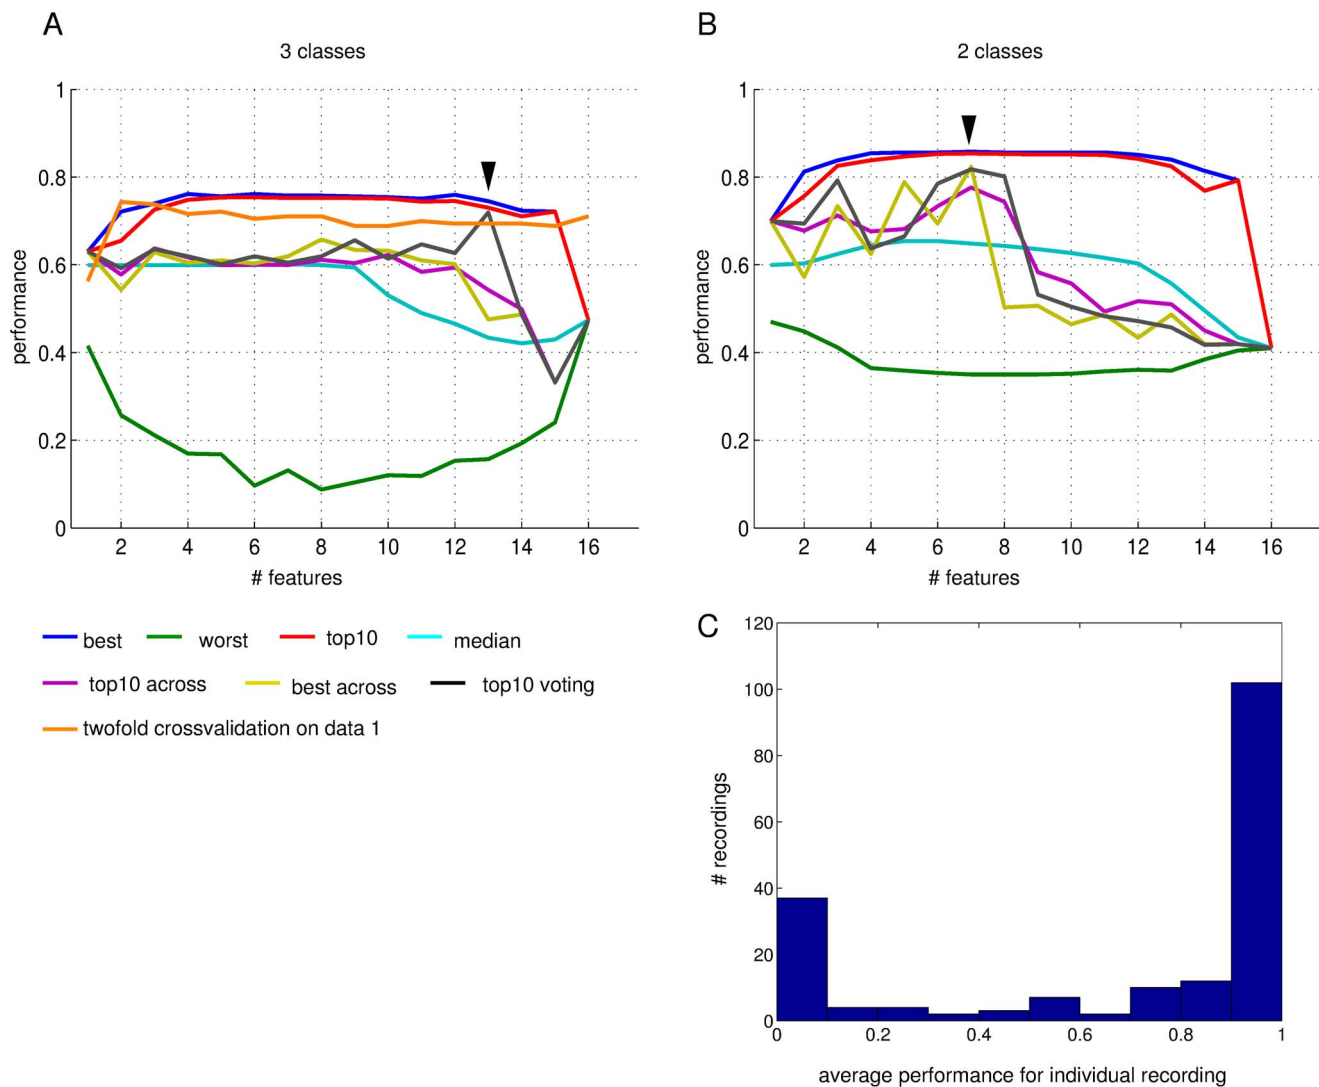 A
3 classes
1
0.8
0.6
0.4
0.2
0
performance
2 4 6 8 10 12 14 16
# features
B
2 classes
1
0.8
0.6
0.4
0.2
0
performance
2 4 6 8 10 12 14 16
# features
best worst top10 median
top10 across best across top10 voting
twofold crossvalidation on data 1
C
120
100
80
60
40
20
0
# recordings
0 0.2 0.4 0.6 0.8 1
average performance for individual recording